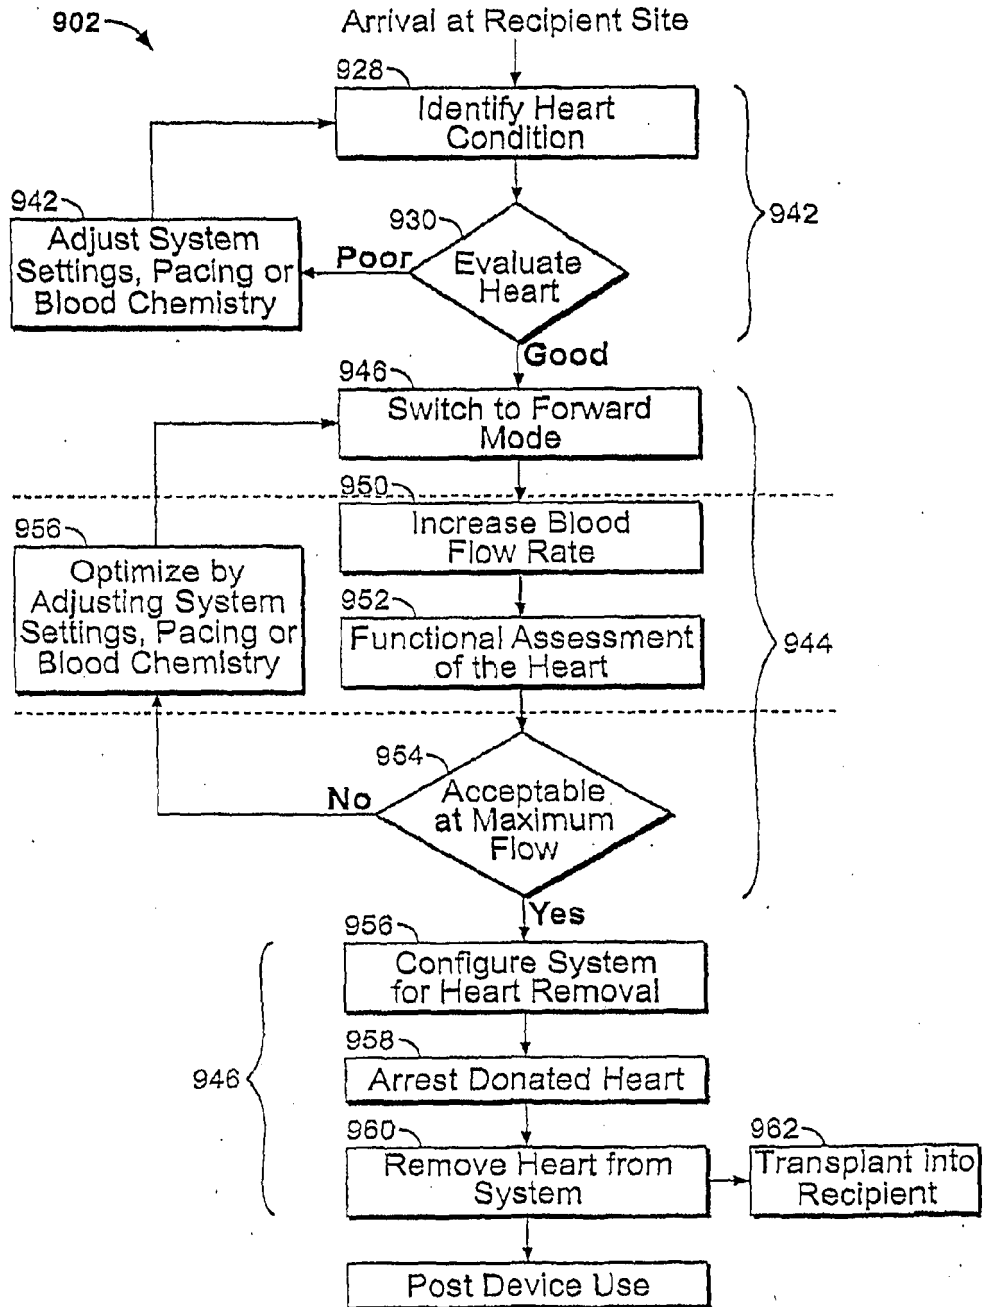 902
Arrival at Recipient Site
928
Identify Heart
Condition
942
942
Adjust System
Settings, Pacing or
Blood Chemistry
930
Poor
Evaluate
Heart
Good
946
Switch to Forward
Mode
950
Increase Blood
Flow Rate
956
Optimize by
Adjusting System
Settings, Pacing or
Blood Chemistry
952
Functional Assessment
of the Heart
944
954
No
Acceptable
at Maximum
Flow
Yes
956
Configure System
for Heart Removal
958
946
Arrest Donated Heart
960
Remove Heart from
System
962
Transplant into
Recipient
Post Device Use